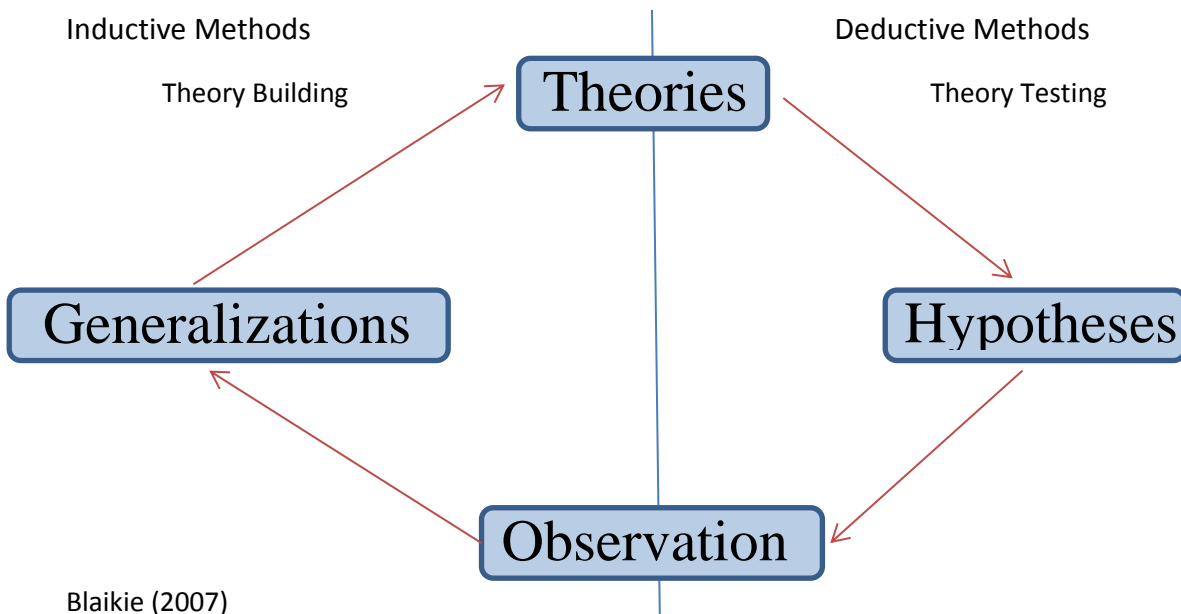 Inductive Methods
Deductive Methods
Theories
Theory Building
Theory Testing
Generalizations
Hypotheses
Observation
Blaikie (2007)